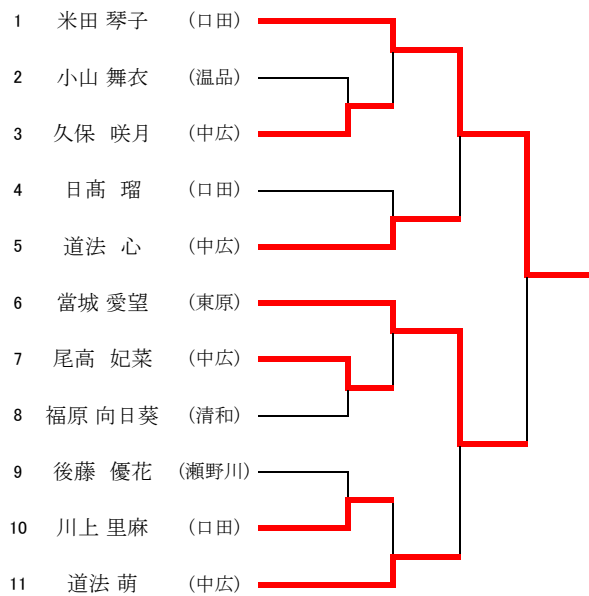 1 米田 琴子 (口田)
2 小山 舞衣 (温品)
3 久保 咲月 (中広)
4 日髙 瑠 (口田)
5 道法 心 (中広)
6 當城 愛望 (東原)
7 尾高 妃菜 (中広)
8 福原 向日葵 (清和)
9 後藤 優花 (瀬野川)
10 川上 里麻 (口田)
11 道法 萌 (中広)